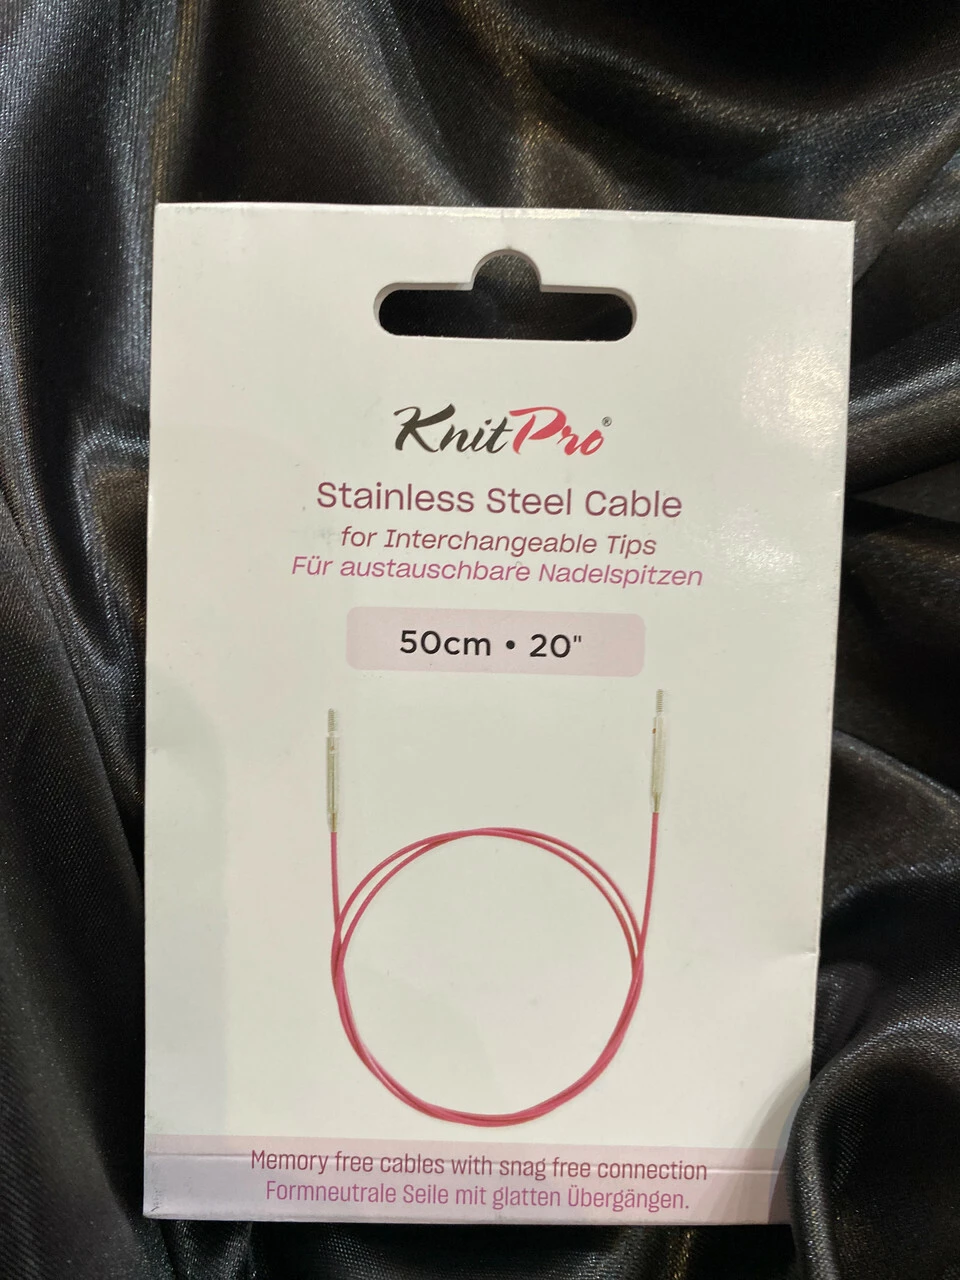 KnitPro®
Stainless Steel Cable
for Interchangeable Tips
Für austauschbare Nadelspitzen
50cm • 20"
Memory free cables with snag free connection
Formneutrale Seile mit glatten Übergängen.